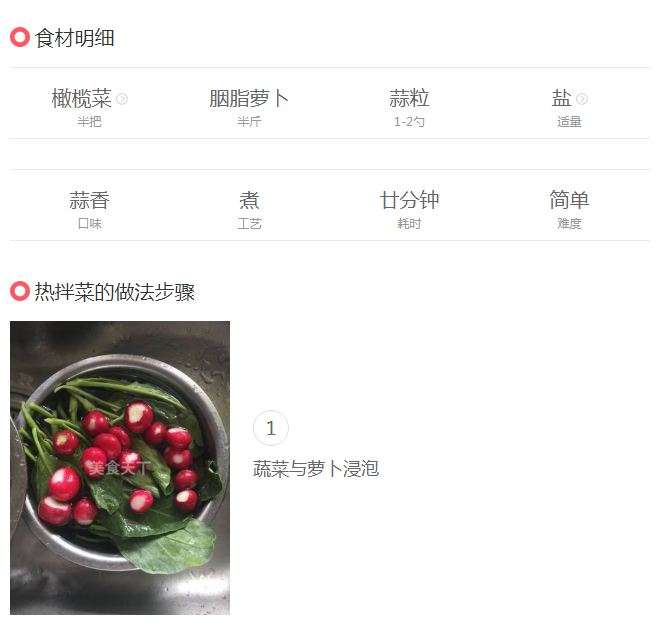 食材明细
橄榄菜 胭脂萝卜 蒜粒 盐
半把 半斤 1-2勺 适量
蒜香 煮 廿分钟 简单
口味 工艺 耗时 难度
热拌菜的做法步骤
美食天下
1
蔬菜与萝卜浸泡